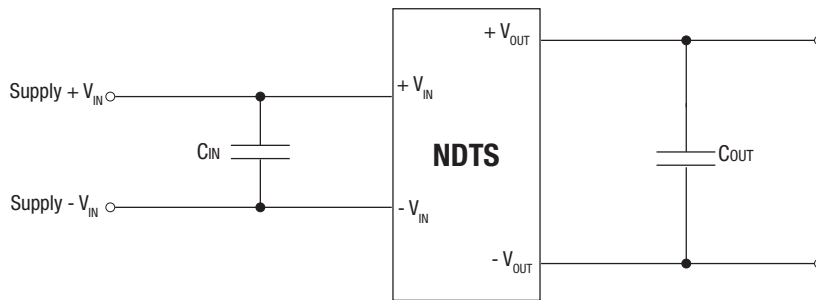 + VOUT
Supply + VIN
+ VIN
CIN
NDTS
COUT
Supply - VIN
- VIN
- VOUT